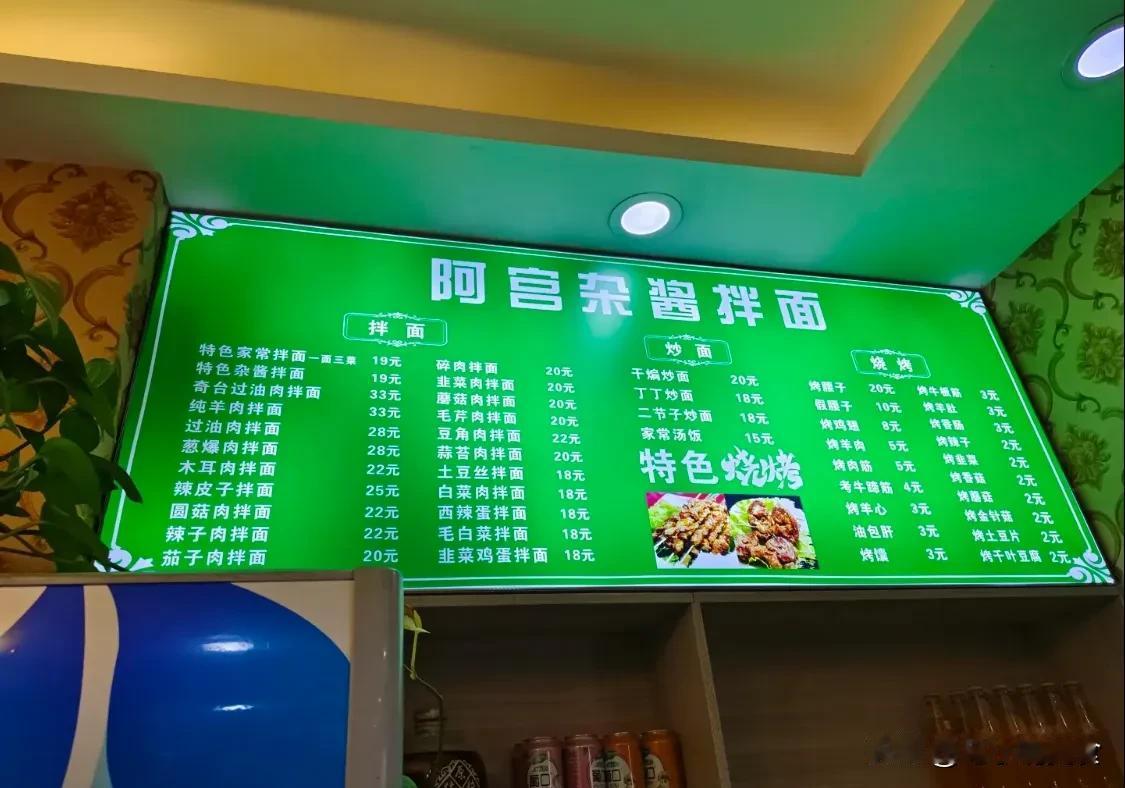 阿宫杂酱拌面
拌面
特色家常拌面一面三菜 19元
特色杂酱拌面 19元
奇台过油肉拌面 33元
纯羊肉拌面 33元
过油肉拌面 28元
葱爆肉拌面 28元
木耳肉拌面 22元
辣皮子拌面 25元
圆菇肉拌面 22元
辣子肉拌面 22元
茄子肉拌面 20元
碎肉拌面 20元
韭菜肉拌面 20元
蘑菇肉拌面 20元
毛芹肉拌面 20元
豆角肉拌面 22元
蒜苔肉拌面 20元
土豆丝拌面 18元
白菜肉拌面 18元
西辣蛋拌面 18元
毛白菜拌面 18元
韭菜鸡蛋拌面 18元
炒面
干编炒面 20元
丁丁炒面 18元
二节子炒面 18元
家常汤饭 15元
特色烧烤
烧烤
烤腰子 20元
假腰子 10元
烤鸡翅 8元
烤羊肉 5元
烤肉筋 5元
考牛蹄筋 4元
烤羊心 3元
油包肝 3元
烤馕 3元
烤牛板筋 3元
烤羊肚 3元
烤香肠 3元
烤辣子 2元
烤韭菜 2元
烤香菇 2元
烤蘑菇 2元
烤金针菇 2元
烤土豆片 2元
烤千叶豆腐 2元